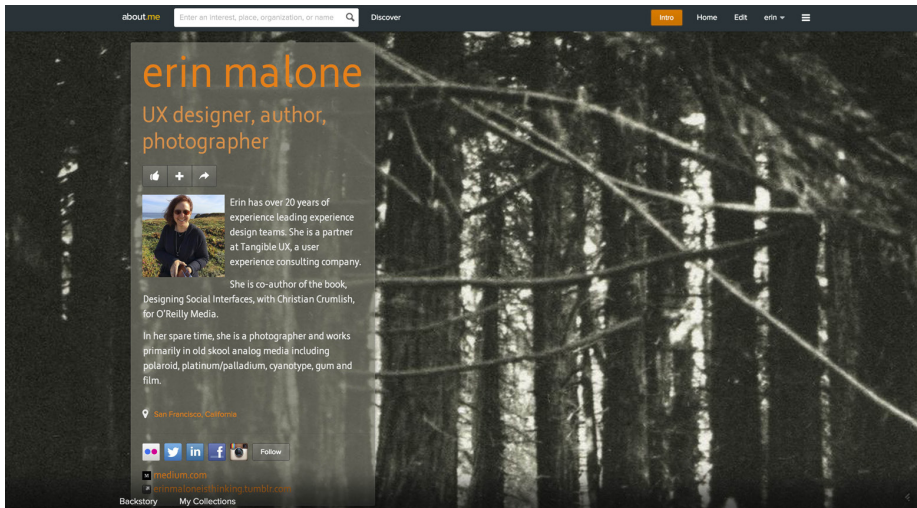 about.me
Enter an interest, place, organization, or name
Discover
Intro
Home
Edit
erin
erin malone
UX designer, author,
photographer
Erin has over 20 years of
experience leading experience
design teams. She is a partner
at Tangible UX, a user
experience consulting company.
She is co-author of the book,
Designing Social Interfaces, with Christian Crumlish,
for O'Reilly Media.
In her spare time, she is a photographer and works
primarily in old skool analog media including
polaroid, platinum/palladium, cyanotype, gum and
film.
San Francisco, California
in
f
Follow
M
medium.com
erinmaloneisthinking.tumblr.com
Backstory
My Collections